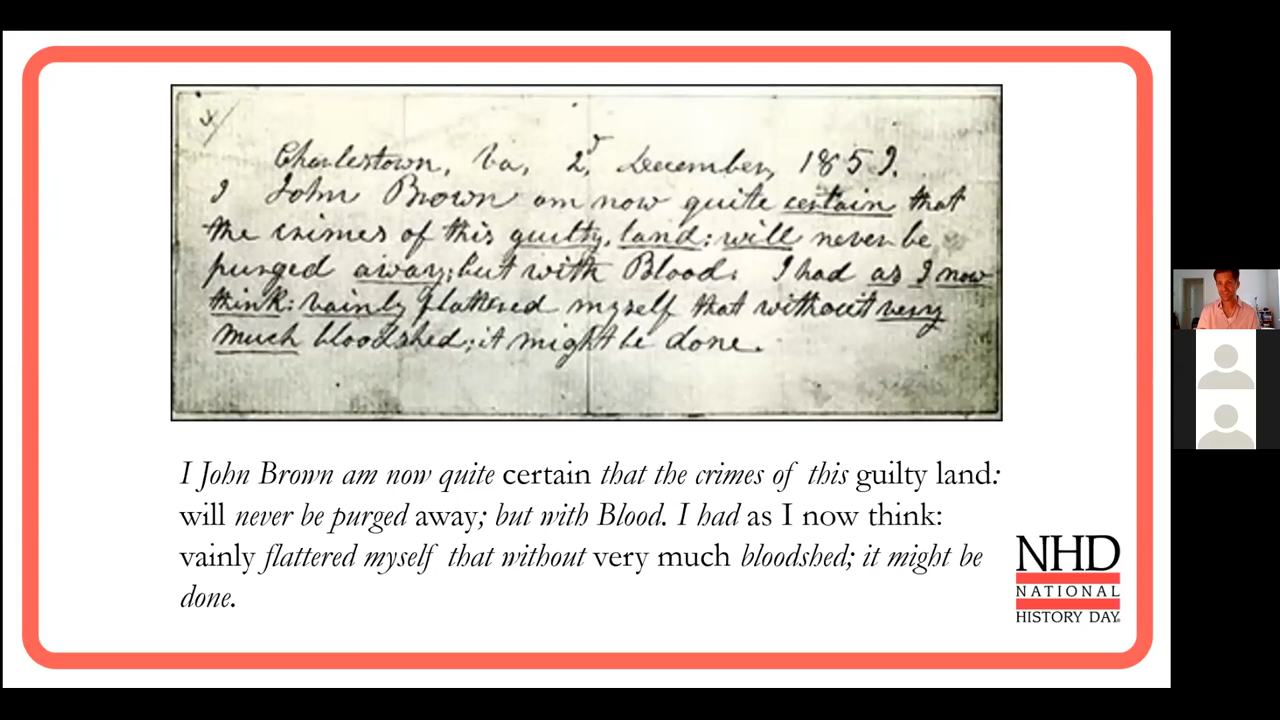 Charlestown, Va, 2d, December, 1859.
I John Brown am now quite certain that
the crimes of this guilty, land: will never be
purged away; but with Blood. I had as I now
think: vainly flattered myself that without very
much bloodshed; it might be done.
I John Brown am now quite certain that the crimes of this guilty land:
will never be purged away; but with Blood. I had as I now think:
vainly flattered myself that without very much bloodshed; it might be
done.
NHD
NATIONAL
HISTORY DAY